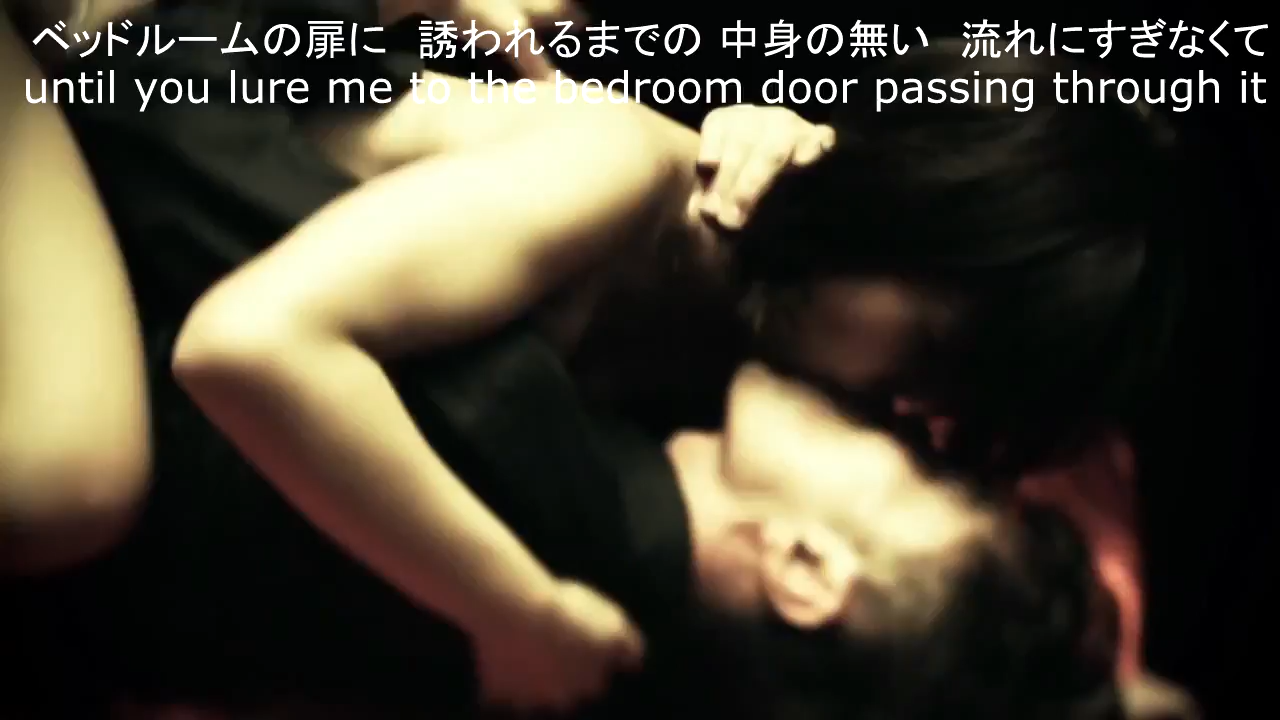 ベッドルームの扉に　誘われるまでの 中身の無い　流れにすぎなくて
until you lure me to the bedroom door passing through it